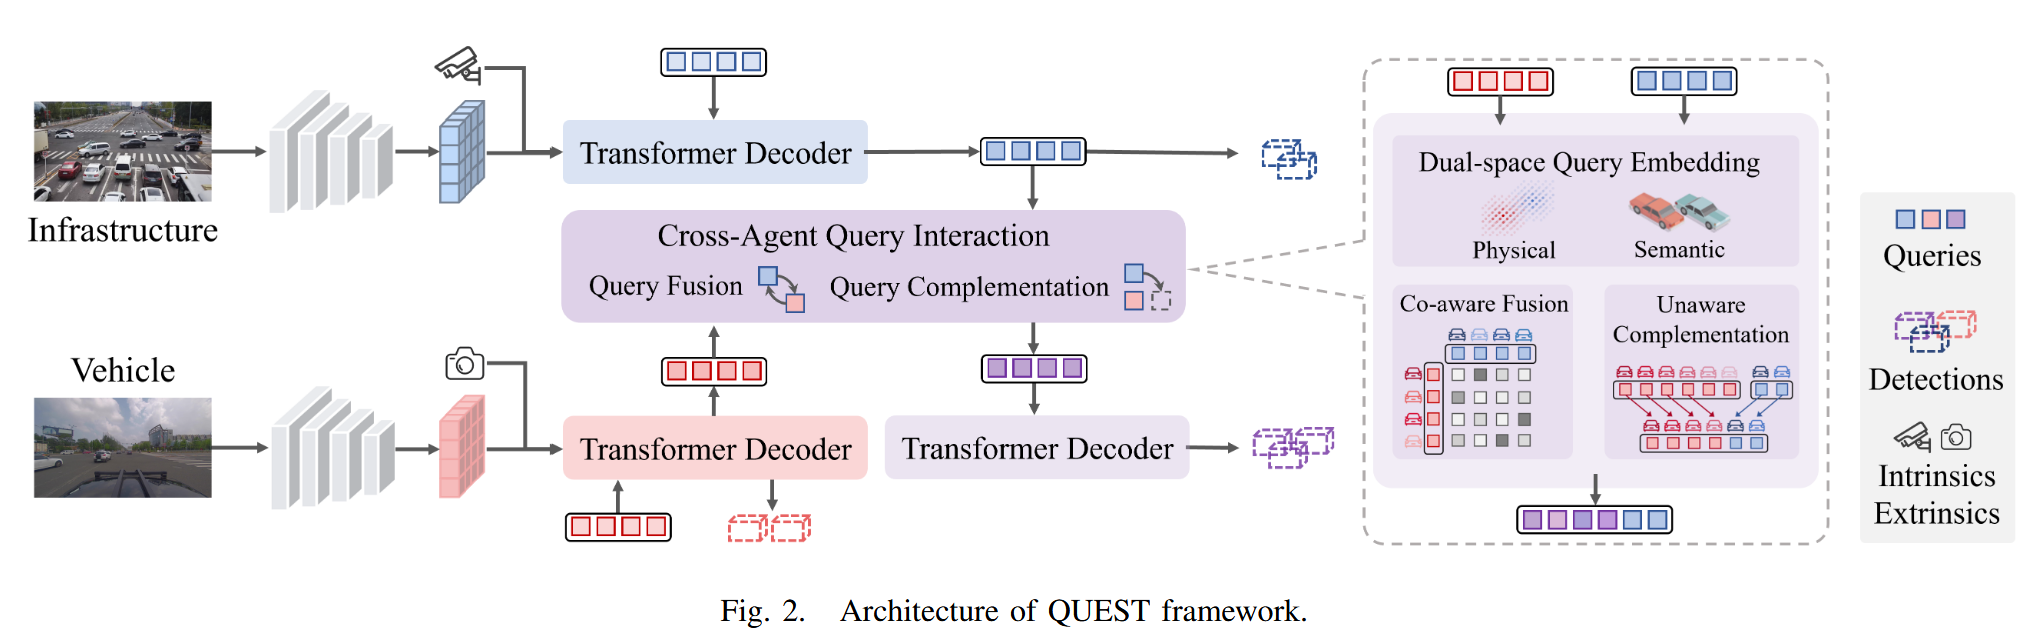 Infrastructure
Transformer Decoder
Cross-Agent Query Interaction
Query Fusion
Query Complementation
Vehicle
Transformer Decoder
Transformer Decoder
Dual-space Query Embedding
Physical
Semantic
Co-aware Fusion
Unaware
Complementation
Queries
Detections
Intrinsics
Extrinsics
Fig. 2. Architecture of QUEST framework.